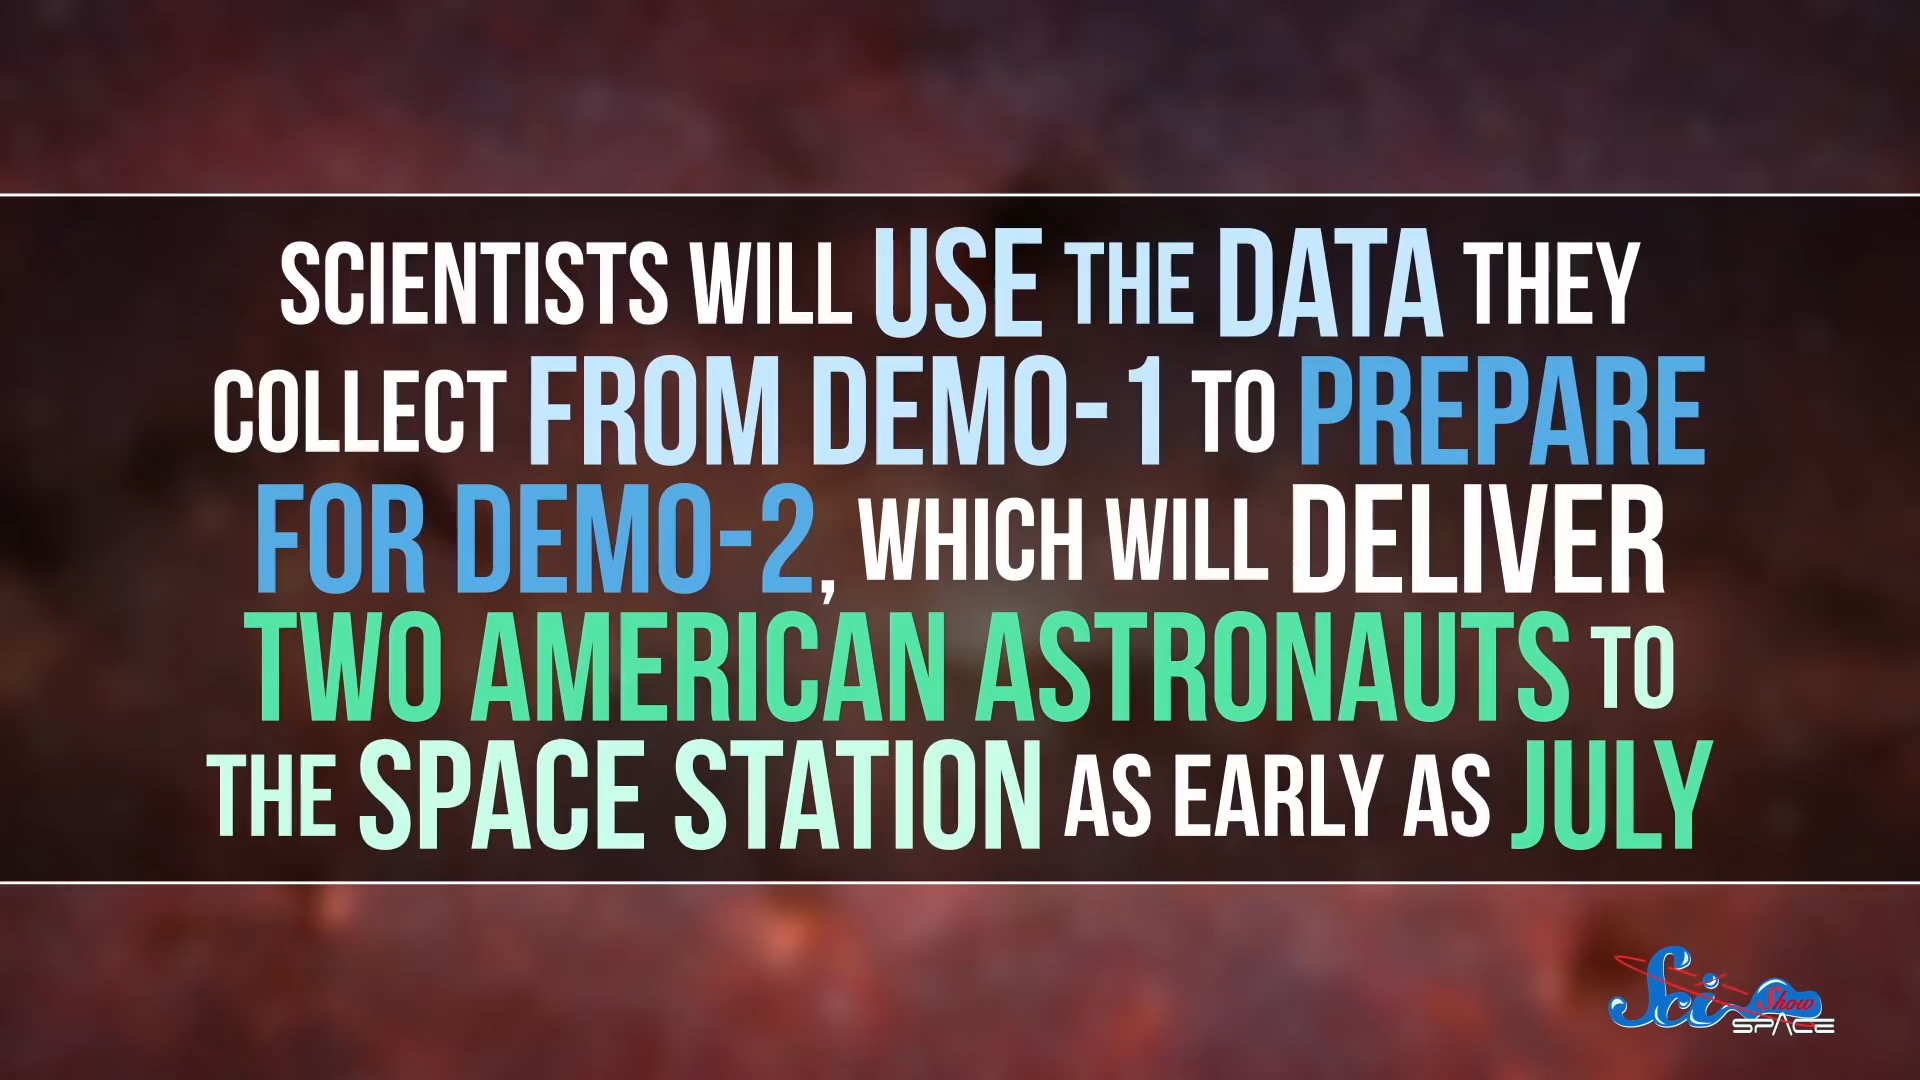 SCIENTISTS WILL USE THE DATA THEY
COLLECT FROM DEMO-1 TO PREPARE
FOR DEMO-2, WHICH WILL DELIVER
TWO AMERICAN ASTRONAUTS TO
THE SPACE STATION AS EARLY AS JULY
Sci Show
SPACE